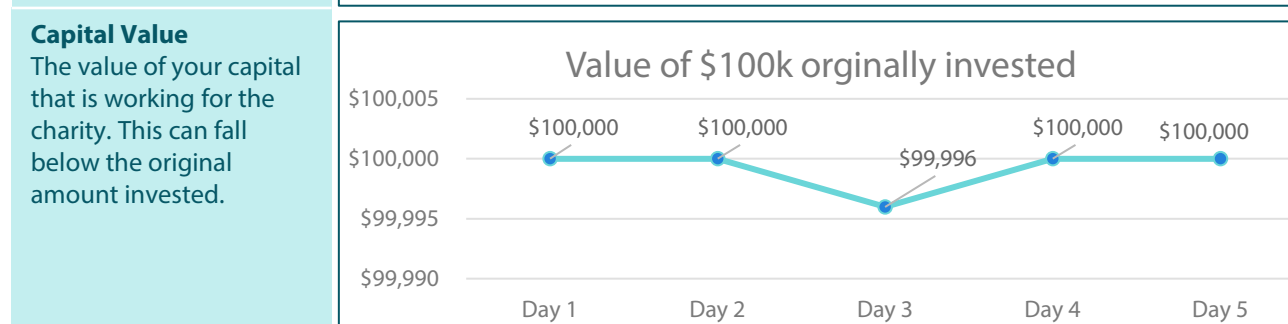 Capital Value
The value of your capital
that is working for the
charity. This can fall
below the original
amount invested.
Value of $100k orginally invested
$100,005
$100,000
$99,995
$99,990
$100,000
$100,000
$99,996
$100,000
$100,000
Day 1
Day 2
Day 3
Day 4
Day 5